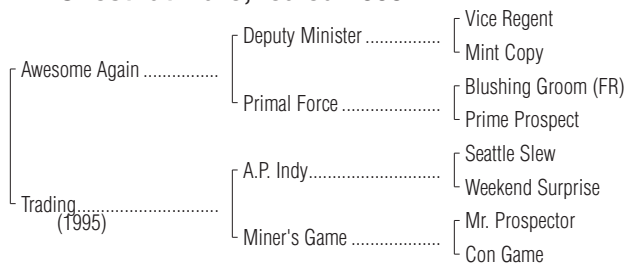 Vice Regent
Deputy Minister ..................
Mint Copy
Awesome Again ..................
Blushing Groom (FR)
Primal Force ........................
Prime Prospect
Seattle Slew
A.P. Indy................................
Weekend Surprise
Trading..................................
(1995)
Mr. Prospector
Miner's Game ......................
Con Game